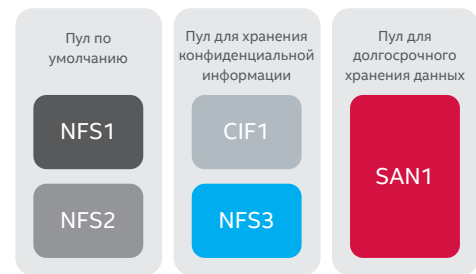 Пул по
умолчанию
NFS1
NFS2
Пул для хранения
конфиденциальной
информации
CIF1
NFS3
Пул для
долгосрочного
хранения данных
SAN1